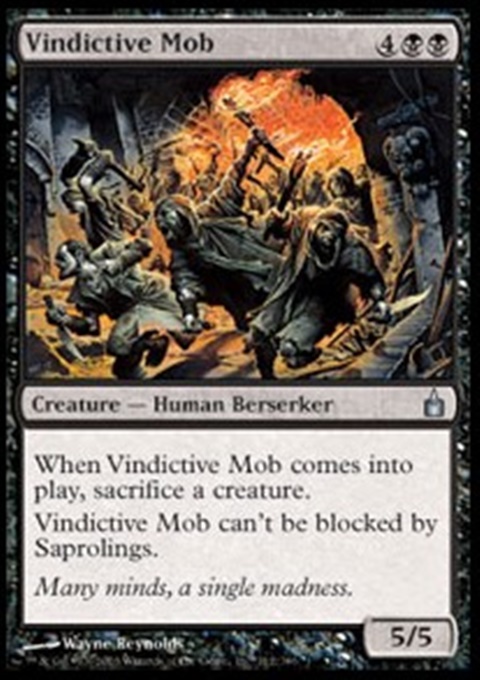 Vindictive Mob 4
Creature — Human Berserker
When Vindictive Mob comes into
play, sacrifice a creature.
Vindictive Mob can't be blocked by
Saprolings.
Many minds, a single madness.
5/5
Wayne Reynolds